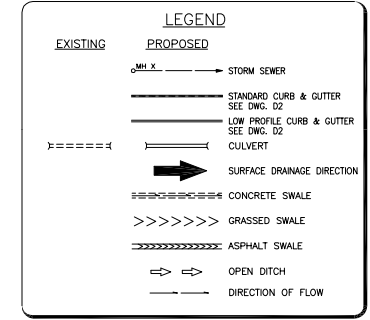 LEGEND
EXISTING PROPOSED
MH X STORM SEWER
STANDARD CURB & GUTTER
SEE DWG. D2
LOW PROFILE CURB & GUTTER
SEE DWG. D2
CULVERT
SURFACE DRAINAGE DIRECTION
CONCRETE SWALE
GRASSED SWALE
ASPHALT SWALE
OPEN DITCH
DIRECTION OF FLOW